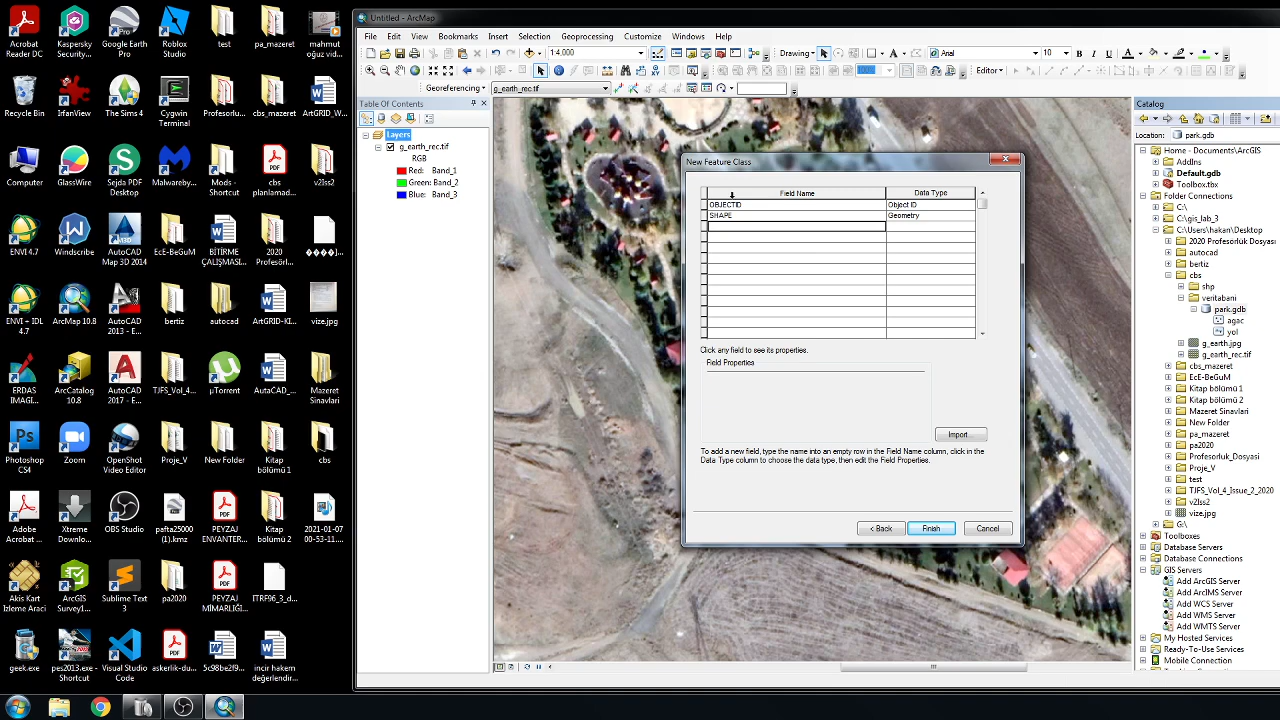 Untitled - ArcMap
File Edit View Bookmarks Insert Selection Geoprocessing Customize Windows Help
1:4,000
Drawing
Arial
10
B I U A
Editor
Georeferencing
g_earth_rec.tif
Table Of Contents
Layers
g_earth_rec.tif
RGB
Red: Band_1
Green: Band_2
Blue: Band_3
New Feature Class
Field Name Data Type
OBJECTID Object ID
SHAPE Geometry
Click any field to see its properties.
Field Properties
Import...
To add a new field, type the name into an empty row in the Field Name column, click in the
Data Type column to choose the data type, then edit the Field Properties.
< Back Finish Cancel
Catalog
Location: park.gdb
Home - Documents\ArcGIS
AddIns
Default.gdb
Toolbox.tbx
Folder Connections
C:\
C:\gis_lab_3
C:\Users\hakan\Desktop
2020 Profesörluk Dosyası
autocad
bertiz
cbs
shp
veritabani
park.gdb
agac
yol
g_earth.jpg
g_earth_rec.tif
cbs_mazeret
EcE-BeGuM
Kitap bölümü 1
Kitap bölümü 2
Mazeret Sinavlari
New Folder
pa_mazeret
pa2020
Profesorluk_Dosyasi
Proje_V
test
TJFS_Vol_4_Issue_2_2020
v2Iss2
vize.jpg
G:\
Toolboxes
Database Servers
Database Connections
GIS Servers
Add ArcGIS Server
Add ArcIMS Server
Add WCS Server
Add WMS Server
Add WMTS Server
My Hosted Services
Ready-To-Use Services
Mobile Connection
Acrobat Reader DC
Kaspersky Security...
Google Earth Pro
Roblox Studio
test
pa_mazeret
mahmut oğuz vid...
Recycle Bin
IrfanView
The Sims 4
Cygwin Terminal
Profesorlu...
cbs_mazeret
ArtGRID_W...
Computer
GlassWire
Sejda PDF Desktop
Malwareby...
Mods - Shortcut
cbs planlamad...
v2Iss2
ENVI 4.7
Windscribe
AutoCAD Map 3D 2014
EcE-BeGuM
BİTİRME ÇALIŞMASI...
2020 Profesörl...
ENVI + IDL 4.7
ArcMap 10.8
AutoCAD 2013 - E...
bertiz
autocad
ArtGRID-KI...
vize.jpg
ERDAS IMAGI...
ArcCatalog 10.8
AutoCAD 2017 - E...
TJFS_Vol_4...
µTorrent
AutaCAD_...
Mazeret Sinavlari
Photoshop CS4
Zoom
OpenShot Video Editor
Proje_V
New Folder
Kitap bölümü 1
cbs
Adobe Acrobat ...
Xtreme Downlo...
OBS Studio
pafta25000 (1).kmz
PEYZAJ ENVANTER...
Kitap bölümü 2
2021-01-07 00-53-11...
Akis Kart Izleme Araci
ArcGIS Survey1...
Sublime Text 3
pa2020
PEYZAJ MİMARLIĞI...
ITRF96_3_d...
geek.exe
pes2013.exe - Shortcut
Visual Studio Code
askerlik-du...
5c98be2f9...
incir hakem değerlendir...